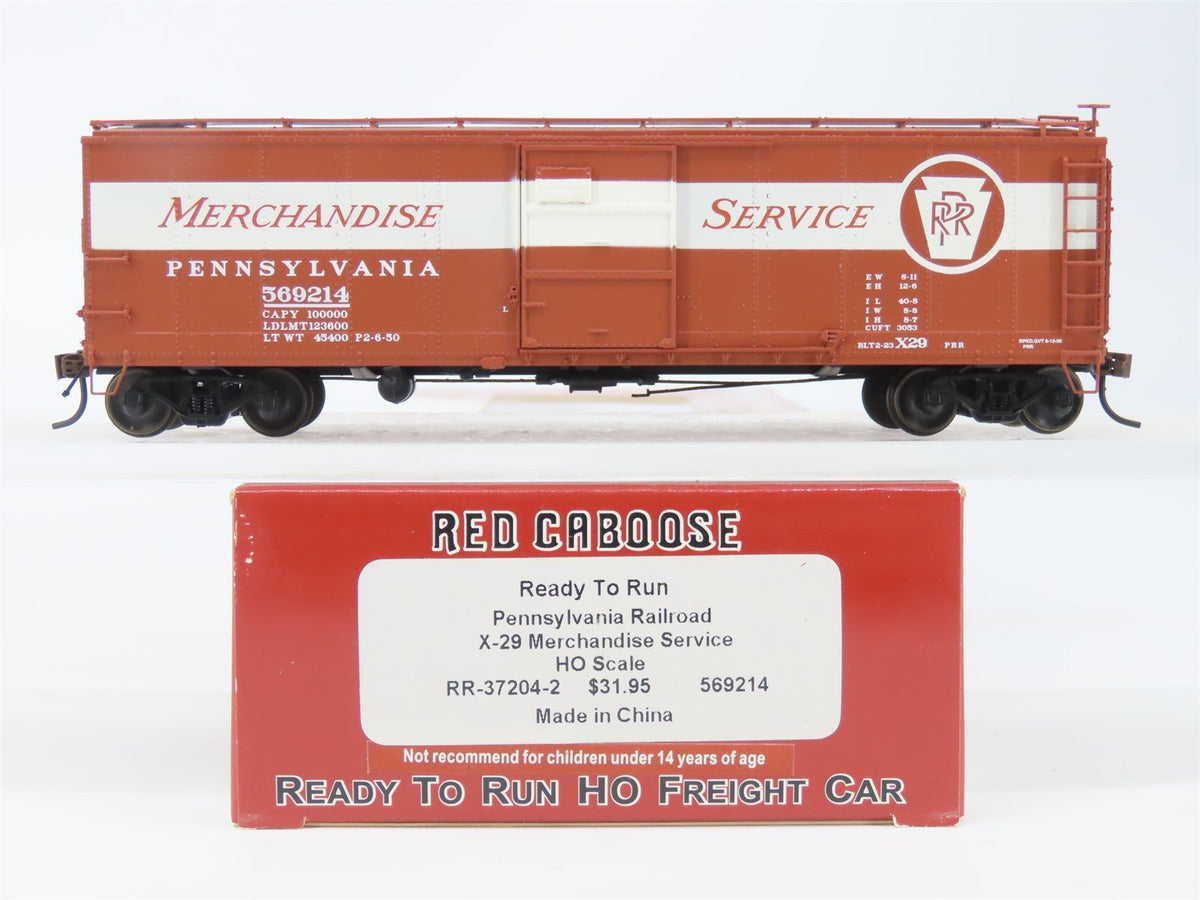 MERCHANDISE SERVICE
PRR
PENNSYLVANIA
569214
CAPY 100000
LDLMT 123600
LT WT 45400 P2-6-50
L
EW 8-11
EH 12-6
IL 40-8
IW 8-8
IH 8-7
CUFT 3053
BLT 2-23 X29 PRR
PRR
RED CABOOSE
Ready To Run
Pennsylvania Railroad
X-29 Merchandise Service
HO Scale
RR-37204-2 $31.95 569214
Made in China
Not recommend for children under 14 years of age
READY TO RUN HO FREIGHT CAR